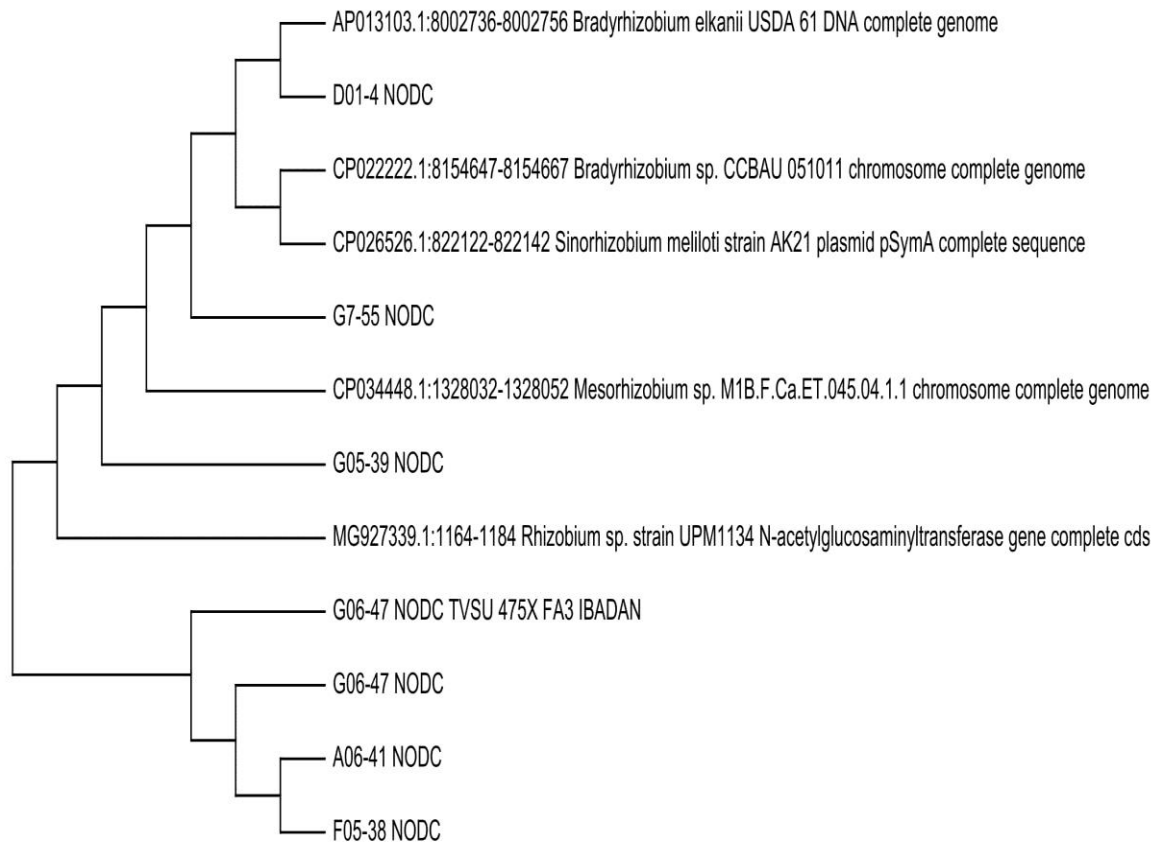 AP013103.1:8002736-8002756 Bradyrhizobium elkanii USDA 61 DNA complete genome
D01-4 NODC
CP022222.1:8154647-8154667 Bradyrhizobium sp. CCBAU 051011 chromosome complete genome
CP026526.1:822122-822142 Sinorhizobium meliloti strain AK21 plasmid pSymA complete sequence
G7-55 NODC
CP034448.1:1328032-1328052 Mesorhizobium sp. M1B.F.Ca.ET.045.04.1.1 chromosome complete genome
G05-39 NODC
MG927339.1:1164-1184 Rhizobium sp. strain UPM1134 N-acetylglucosaminyltransferase gene complete cds
G06-47 NODC TVSU 475X FA3 IBADAN
G06-47 NODC
A06-41 NODC
F05-38 NODC